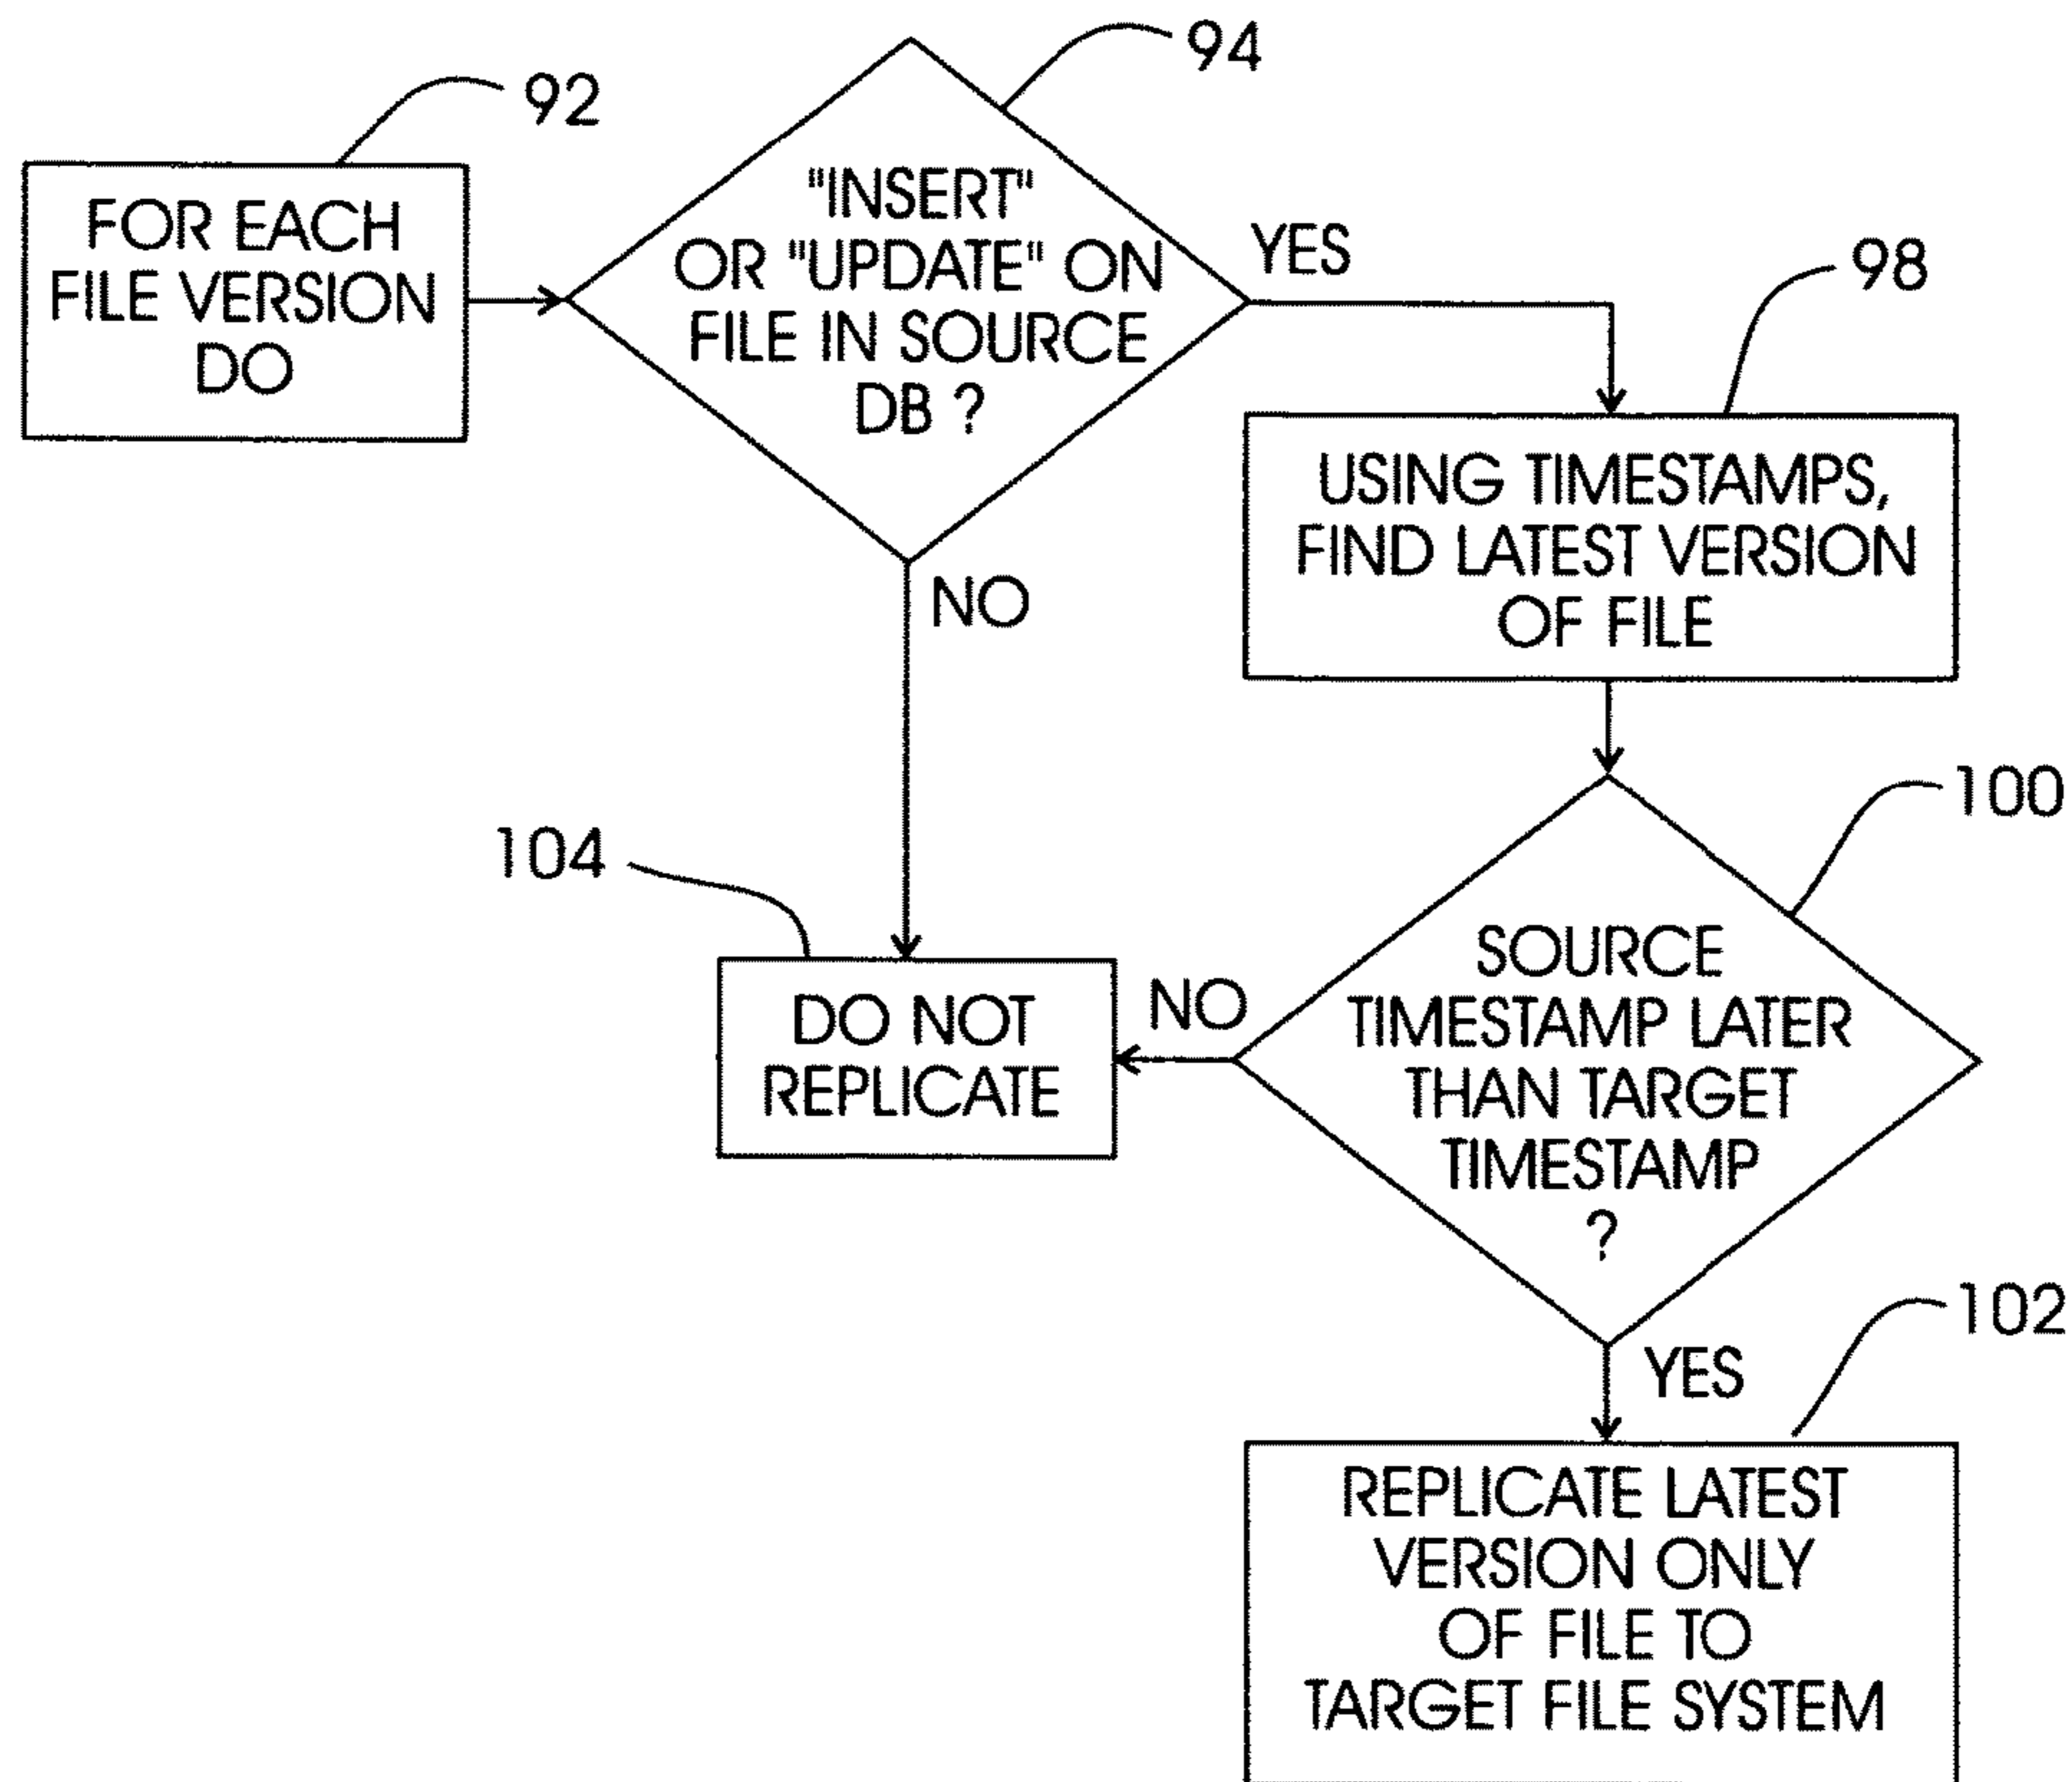 92
FOR EACH
FILE VERSION
DO
94
"INSERT"
OR "UPDATE" ON
FILE IN SOURCE
DB ?
YES
NO
98
USING TIMESTAMPS,
FIND LATEST VERSION
OF FILE
100
SOURCE
TIMESTAMP LATER
THAN TARGET
TIMESTAMP
?
NO
YES
104
DO NOT
REPLICATE
102
REPLICATE LATEST
VERSION ONLY
OF FILE TO
TARGET FILE SYSTEM